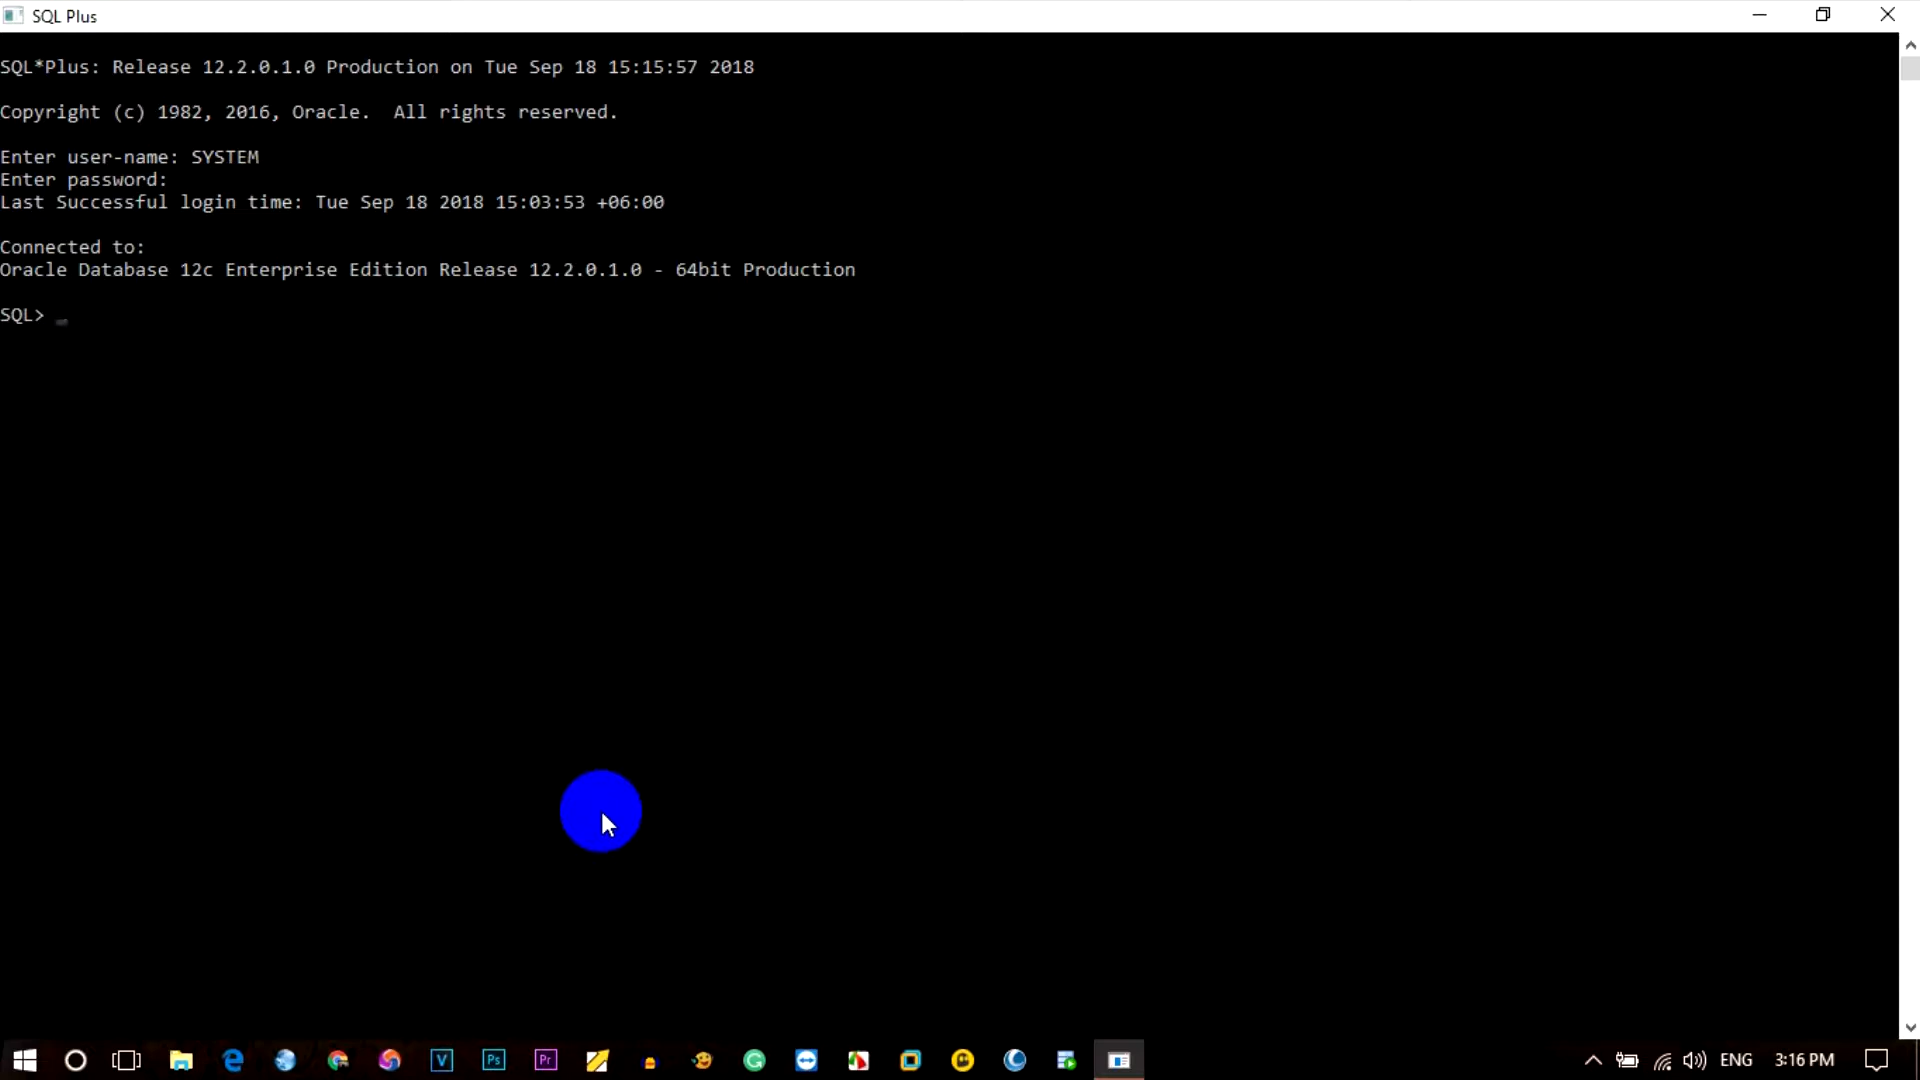 SQL Plus
SQL*Plus: Release 12.2.0.1.0 Production on Tue Sep 18 15:15:57 2018
Copyright (c) 1982, 2016, Oracle.  All rights reserved.
Enter user-name: SYSTEM
Enter password:
Last Successful login time: Tue Sep 18 2018 15:03:53 +06:00
Connected to:
Oracle Database 12c Enterprise Edition Release 12.2.0.1.0 - 64bit Production
SQL> _
V Ps Pr ENG 3:16 PM